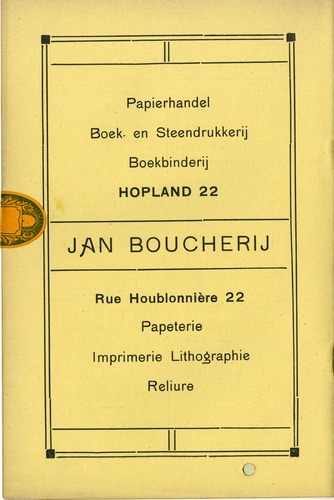 Papierhandel
Boek- en Steendrukkerij
Boekbinderij
HOPLAND 22
JAN BOUCHERIJ
Rue Houblonnière 22
Papeterie
Imprimerie Lithographie
Reliure